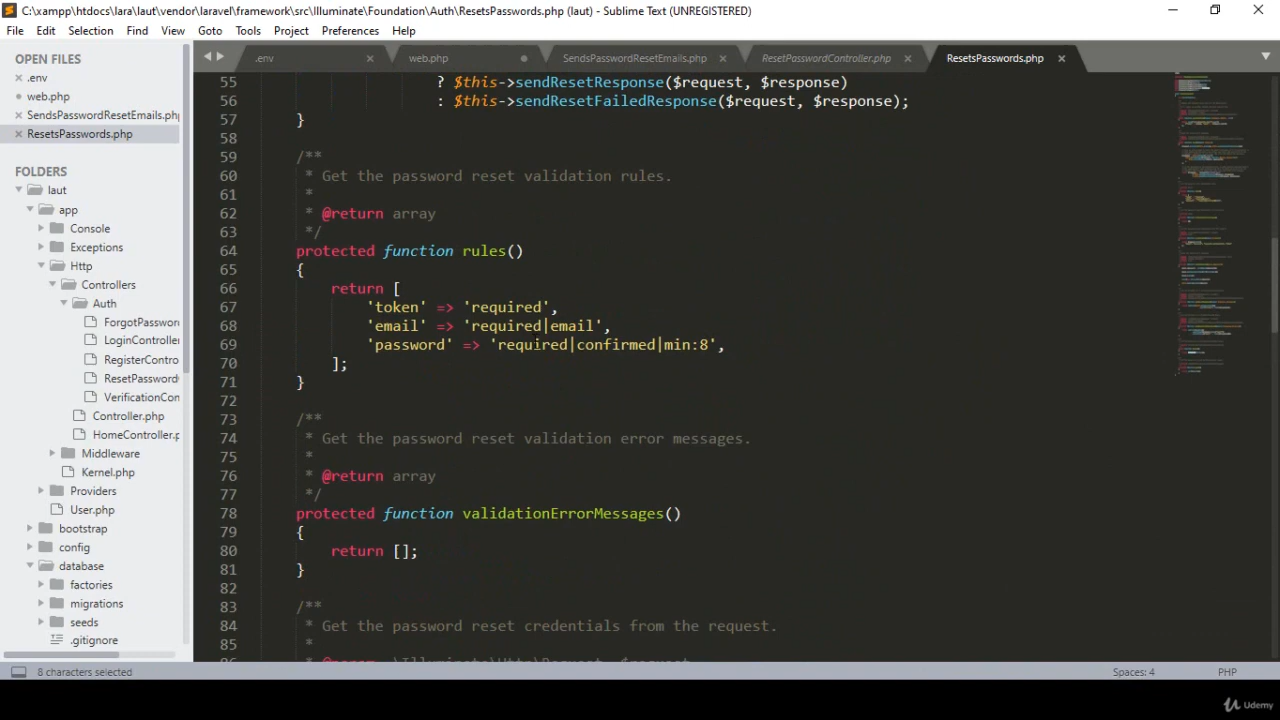 C:\xampp\htdocs\lara\laut\vendor\laravel\framework\src\Illuminate\Foundation\Auth\ResetsPasswords.php (laut) - Sublime Text (UNREGISTERED)
File Edit Selection Find View Goto Tools Project Preferences Help
OPEN FILES
.env
web.php
SendsPasswordResetEmails.php
ResetsPasswords.php
FOLDERS
laut
app
Console
Exceptions
Http
Controllers
Auth
ForgotPassword
LoginController
RegisterContro
ResetPassword
VerificationCon
Controller.php
HomeController.p
Middleware
Kernel.php
Providers
User.php
bootstrap
config
database
factories
migrations
seeds
.gitignore
.env
web.php
SendsPasswordResetEmails.php
ResetPasswordController.php
ResetsPasswords.php
55 ? $this->sendResetResponse($request, $response)
56 : $this->sendResetFailedResponse($request, $response);
57 }
58
59 /**
60 * Get the password reset validation rules.
61 *
62 * @return array
63 */
64 protected function rules()
65 {
66 return [
67 'token' => 'required',
68 'email' => 'required|email',
69 'password' => 'required|confirmed|min:8',
70 ];
71 }
72
73 /**
74 * Get the password reset validation error messages.
75 *
76 * @return array
77 */
78 protected function validationErrorMessages()
79 {
80 return [];
81 }
82
83 /**
84 * Get the password reset credentials from the request.
85 *
86 * @param \Illuminate\Http\Request $request
8 characters selected
Spaces: 4
PHP
Udemy